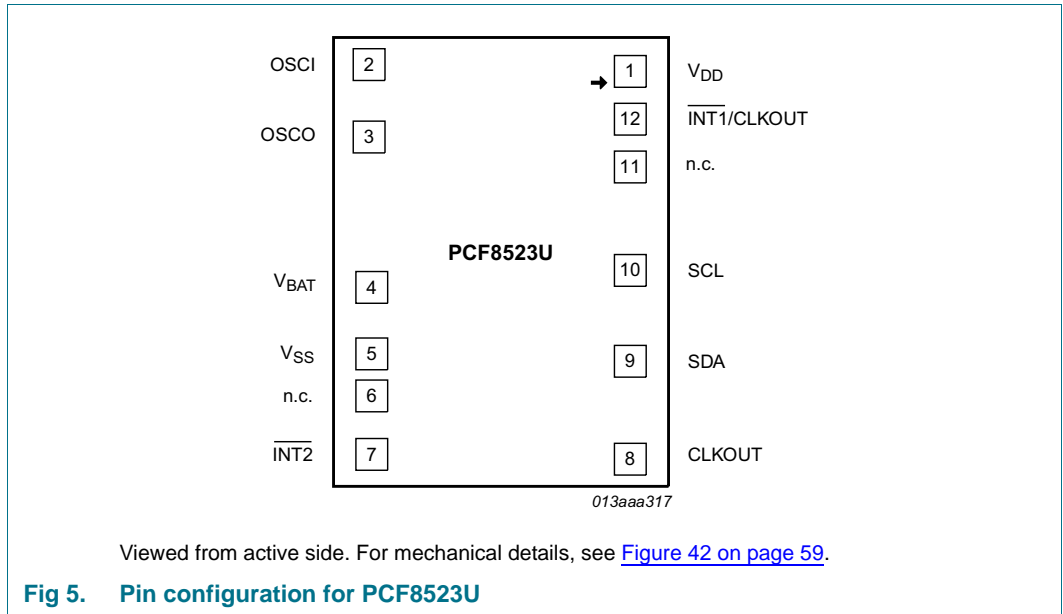 OSCI 2 1 VDD
12 INT1/CLKOUT
OSCO 3
11 n.c.
PCF8523U
10 SCL
VBAT 4
VSS 5 9 SDA
n.c. 6
INT2 7 8 CLKOUT
013aaa317
Viewed from active side. For mechanical details, see Figure 42 on page 59.
Fig 5. Pin configuration for PCF8523U